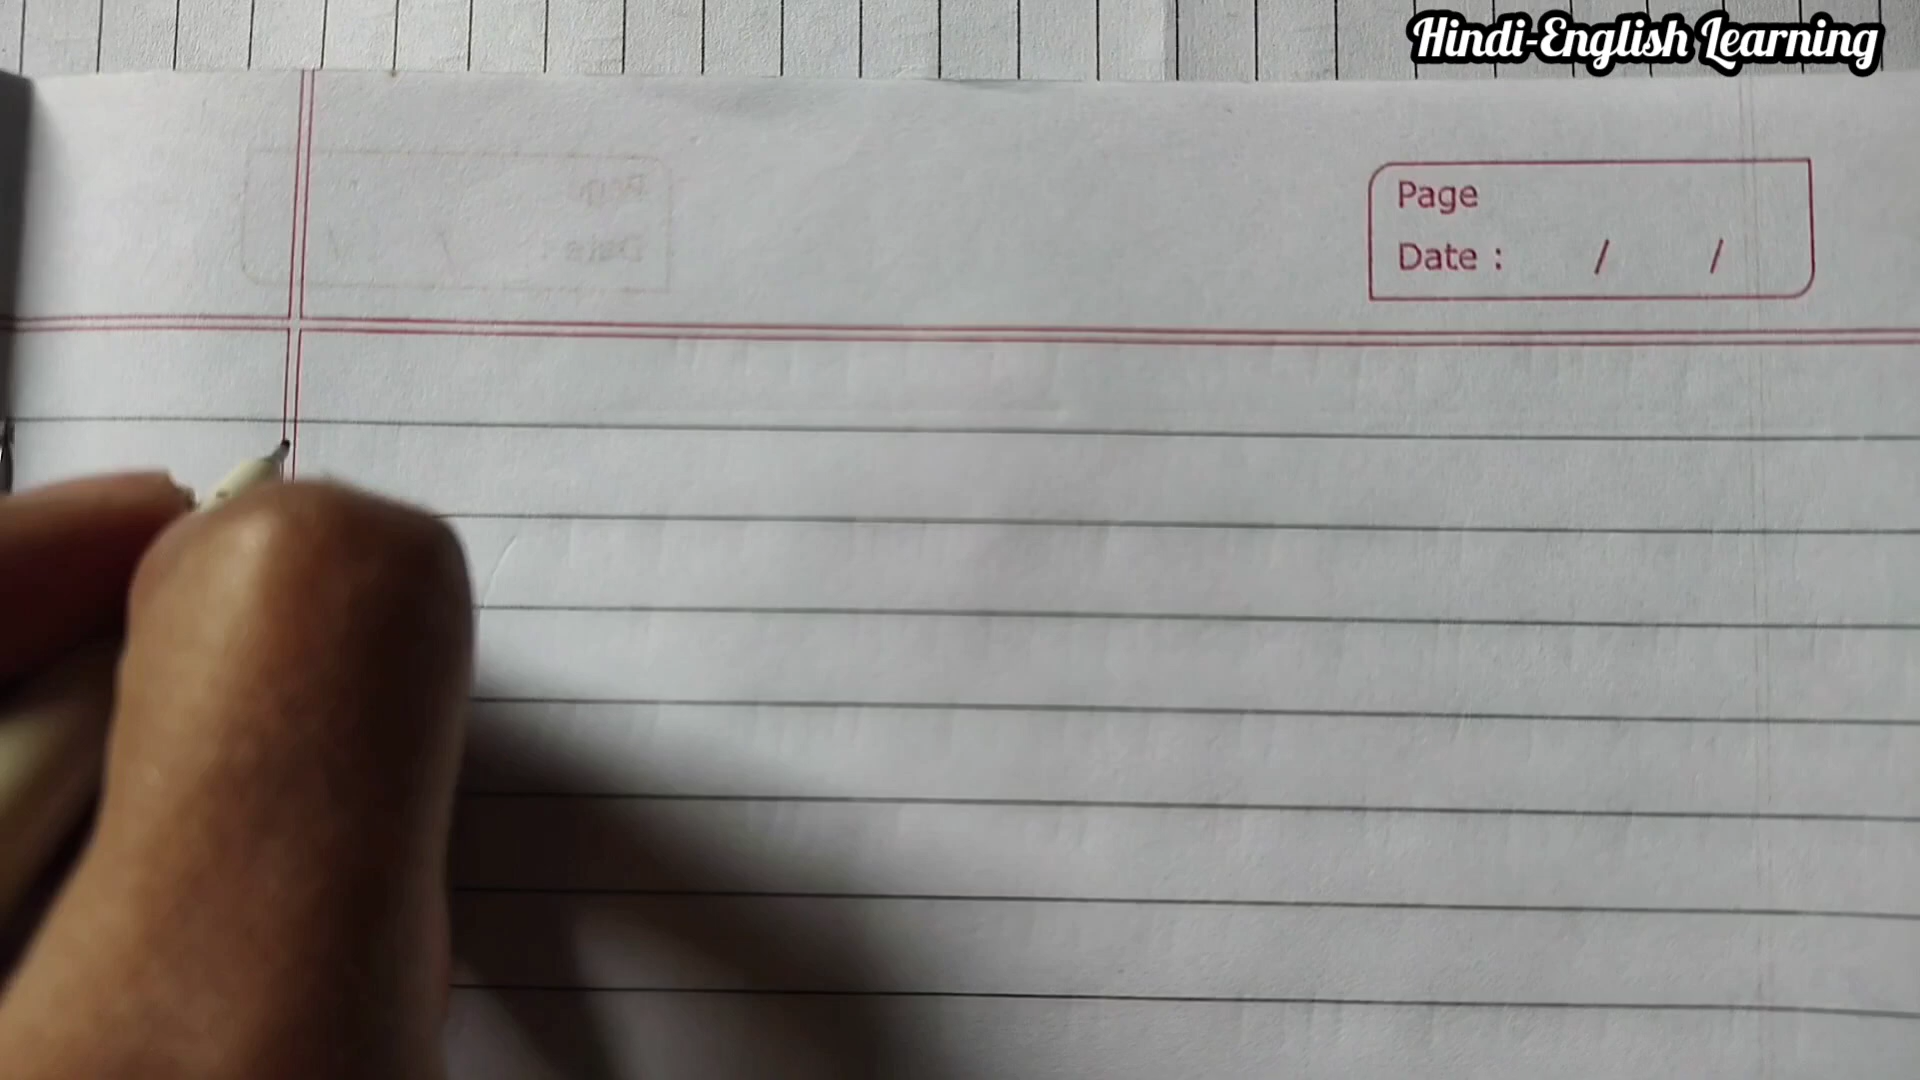 Hindi-English Learning
Page
Date : / /